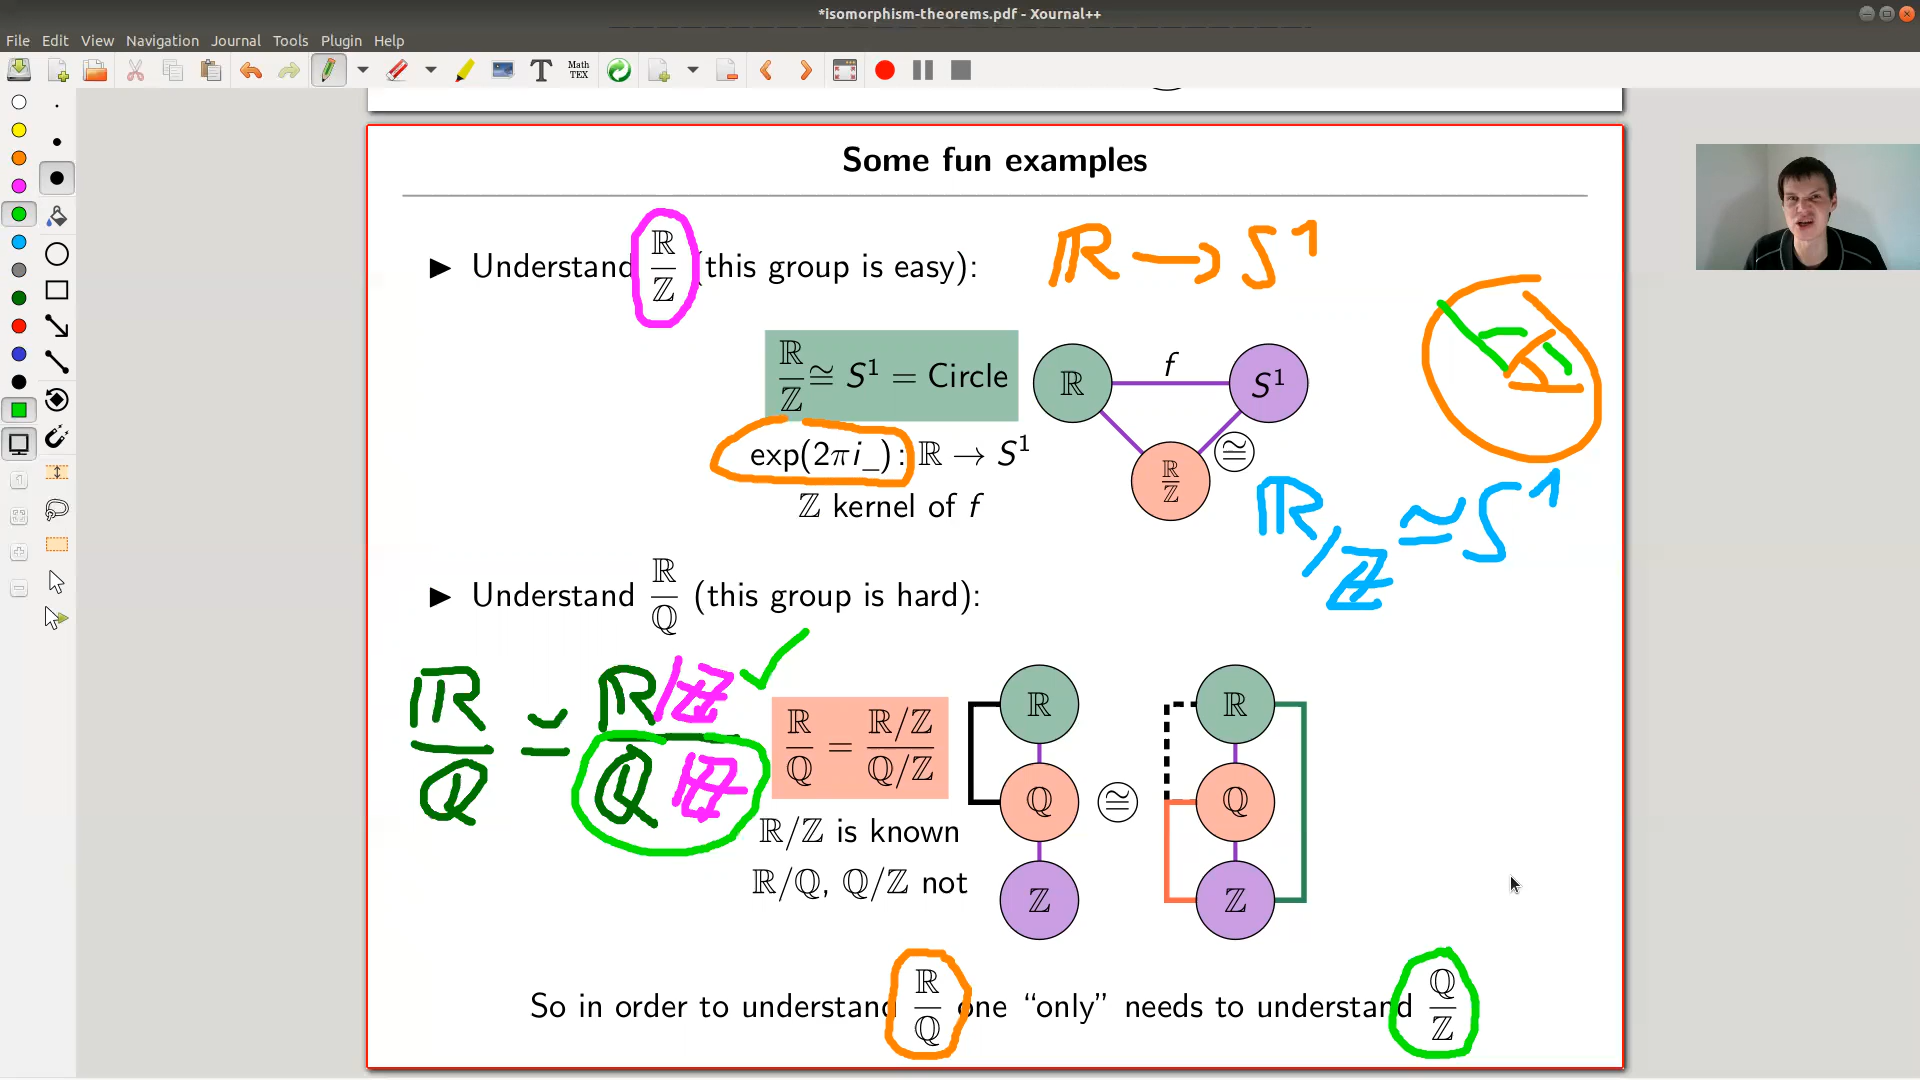 *isomorphism-theorems.pdf - Xournal++
File Edit View Navigation Journal Tools Plugin Help
T Math TEX
Some fun examples
▶ Understand ℝ/ℤ (this group is easy):
ℝ → S¹
ℝ/ℤ ≅ S¹ = Circle
ℝ f S¹
exp(2πi_): ℝ → S¹
≅
ℝ/ℤ
ℤ kernel of f
ℝ/ℤ ≃ S¹
▶ Understand ℝ/ℚ (this group is hard):
ℝ/ℚ ≃ (ℝ/ℤ)/(ℚ ℤ) ✓
ℝ/ℚ = (ℝ/ℤ)/(ℚ/ℤ)
ℝ ℝ
ℚ ≅ ℚ
ℝ/ℤ is known
ℝ/ℚ, ℚ/ℤ not
ℤ ℤ
So in order to understand ℝ/ℚ one “only” needs to understand ℚ/ℤ